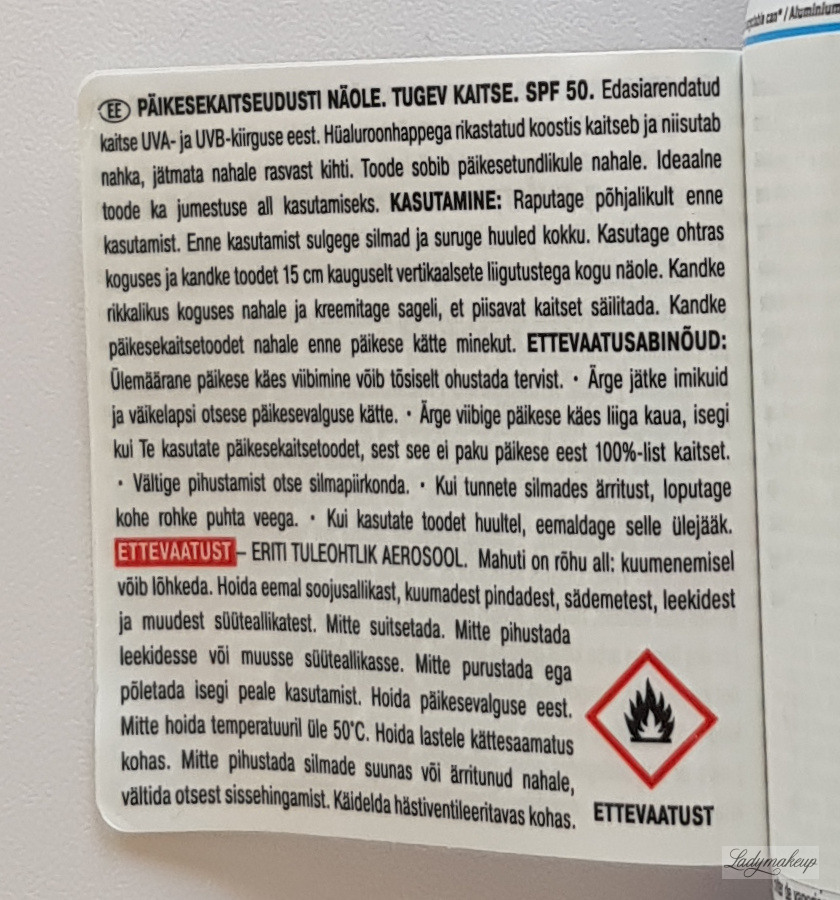 ipotable can* / Aluminium
EE PÄIKESEKAITSEUDUSTI NÄOLE. TUGEV KAITSE. SPF 50. Edasiarendatud
kaitse UVA- ja UVB-kiirguse eest. Hüaluroonhappega rikastatud koostis kaitseb ja niisutab
nahka, jätmata nahale rasvast kihti. Toode sobib päikesetundlikule nahale. Ideaalne
toode ka jumestuse all kasutamiseks. KASUTAMINE: Raputage põhjalikult enne
kasutamist. Enne kasutamist sulgege silmad ja suruge huuled kokku. Kasutage ohtras
koguses ja kandke toodet 15 cm kauguselt vertikaalsete liigutustega kogu näole. Kandke
rikkalikus koguses nahale ja kreemitage sageli, et piisavat kaitset säilitada. Kandke
päikesekaitsetoodet nahale enne päikese kätte minekut. ETTEVAATUSABINÕUD:
Ülemäärane päikese käes viibimine võib tõsiselt ohustada tervist. • Ärge jätke imikuid
ja väikelapsi otsese päikesevalguse kätte. • Ärge viibige päikese käes liiga kaua, isegi
kui Te kasutate päikesekaitsetoodet, sest see ei paku päikese eest 100%-list kaitset.
• Vältige pihustamist otse silmapiirkonda. • Kui tunnete silmades ärritust, loputage
kohe rohke puhta veega. • Kui kasutate toodet huultel, eemaldage selle ülejääk.
ETTEVAATUST – ERITI TULEOHTLIK AEROSOOL. Mahuti on rõhu all: kuumenemisel
võib lõhkeda. Hoida eemal soojusallikast, kuumadest pindadest, sädemetest, leekidest
ja muudest süüteallikatest. Mitte suitsetada. Mitte pihustada
leekidesse või muusse süüteallikasse. Mitte purustada ega
põletada isegi peale kasutamist. Hoida päikesevalguse eest.
Mitte hoida temperatuuril üle 50°C. Hoida lastele kättesaamatus
kohas. Mitte pihustada silmade suunas või ärritunud nahale,
vältida otsest sissehingamist. Käidelda hästiventileeritavas kohas.
ETTEVAATUST
Ladymakeup